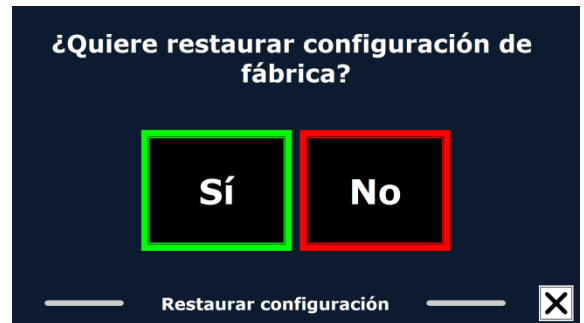 ¿Quiere restaurar configuración de
fábrica?
Sí No
Restaurar configuración